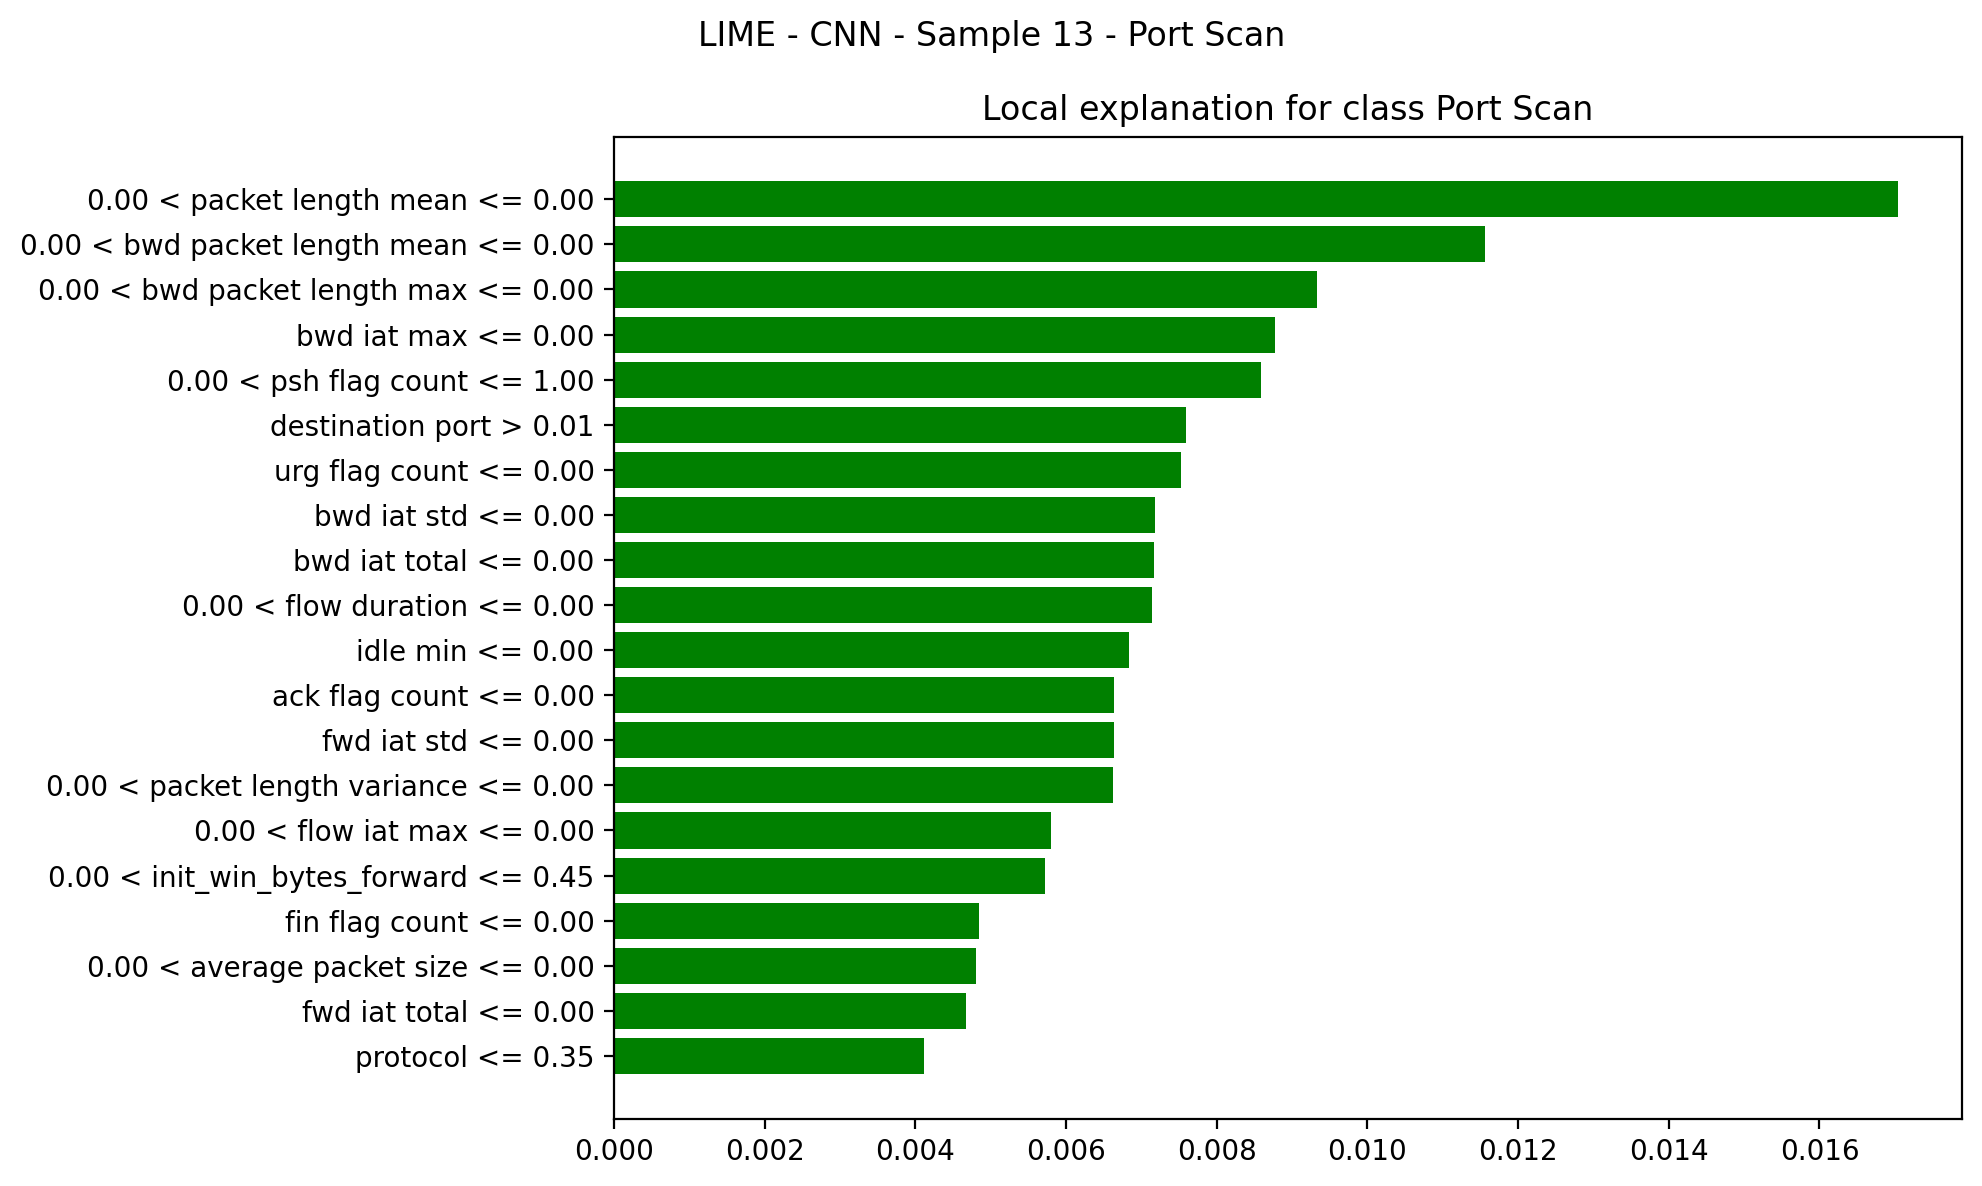 LIME - CNN - Sample 13 - Port Scan
Local explanation for class Port Scan
0.00 < packet length mean <= 0.00
0.00 < bwd packet length mean <= 0.00
0.00 < bwd packet length max <= 0.00
bwd iat max <= 0.00
0.00 < psh flag count <= 1.00
destination port > 0.01
urg flag count <= 0.00
bwd iat std <= 0.00
bwd iat total <= 0.00
0.00 < flow duration <= 0.00
idle min <= 0.00
ack flag count <= 0.00
fwd iat std <= 0.00
0.00 < packet length variance <= 0.00
0.00 < flow iat max <= 0.00
0.00 < init_win_bytes_forward <= 0.45
fin flag count <= 0.00
0.00 < average packet size <= 0.00
fwd iat total <= 0.00
protocol <= 0.35
0.000 0.002 0.004 0.006 0.008 0.010 0.012 0.014 0.016